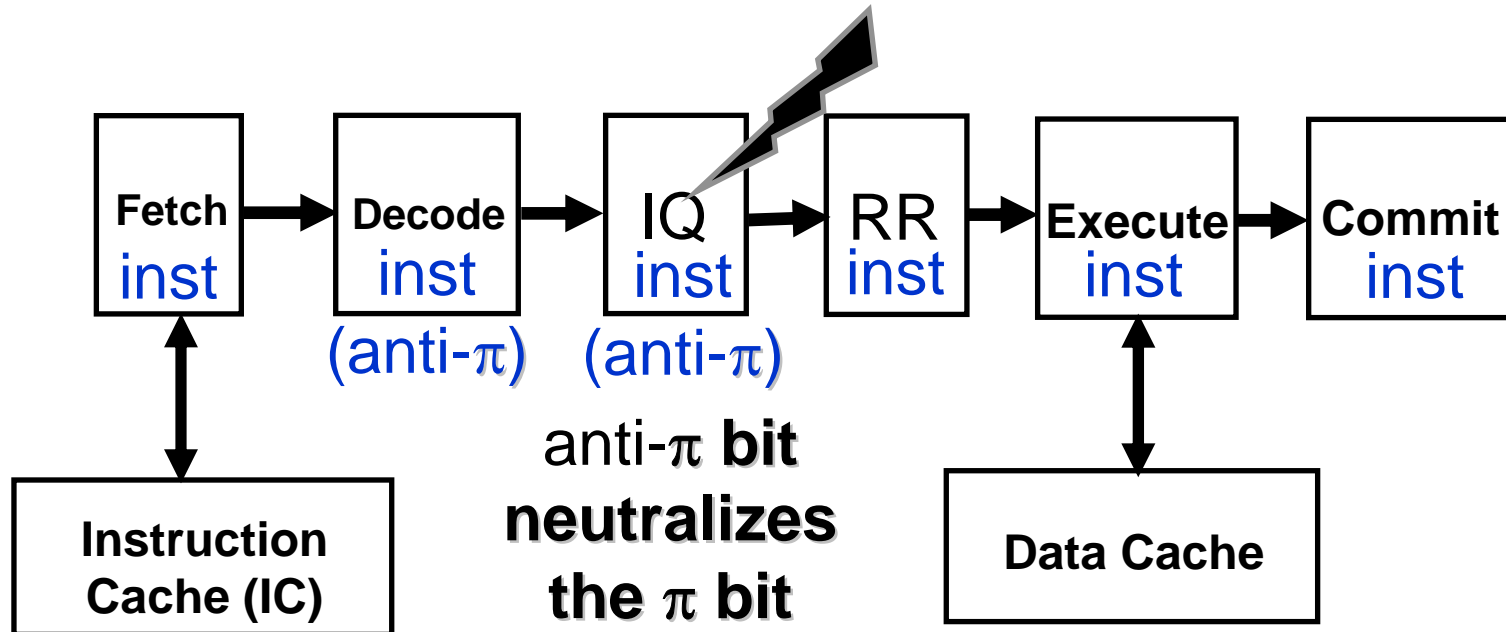 Fetch
inst
Decode
inst
(anti-π)
IQ
inst
(anti-π)
RR
inst
Execute
inst
Commit
inst
anti-π bit
neutralizes
the π bit
Instruction
Cache (IC)
Data Cache